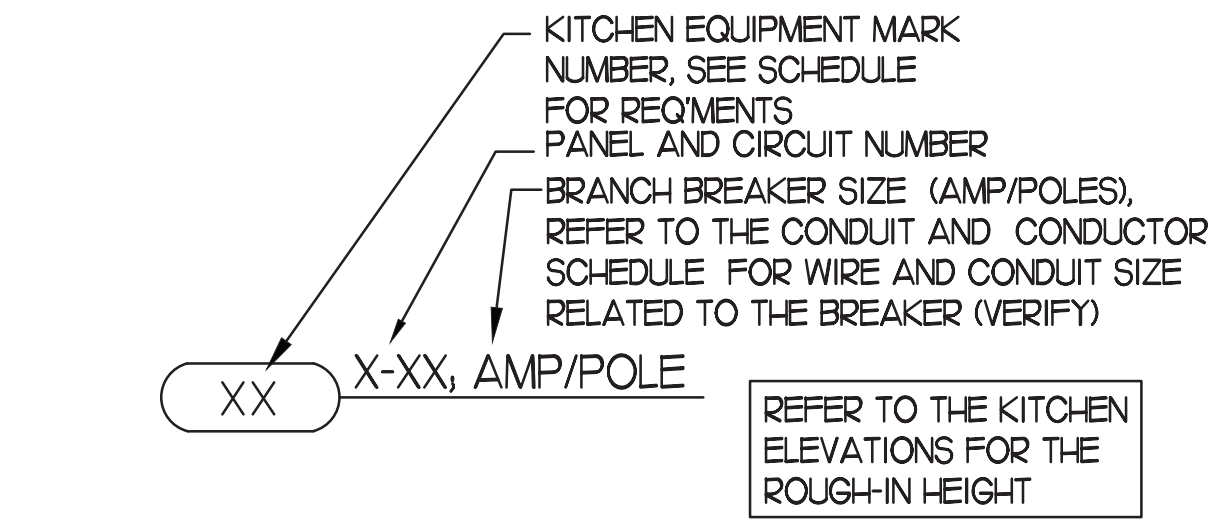 KITCHEN EQUIPMENT MARK
NUMBER, SEE SCHEDULE
FOR REQ'MENTS
PANEL AND CIRCUIT NUMBER
BRANCH BREAKER SIZE (AMP/POLES),
REFER TO THE CONDUIT AND CONDUCTOR
SCHEDULE FOR WIRE AND CONDUIT SIZE
RELATED TO THE BREAKER (VERIFY)
X-XX, AMP/POLE
XX
REFER TO THE KITCHEN
ELEVATIONS FOR THE
ROUGH-IN HEIGHT